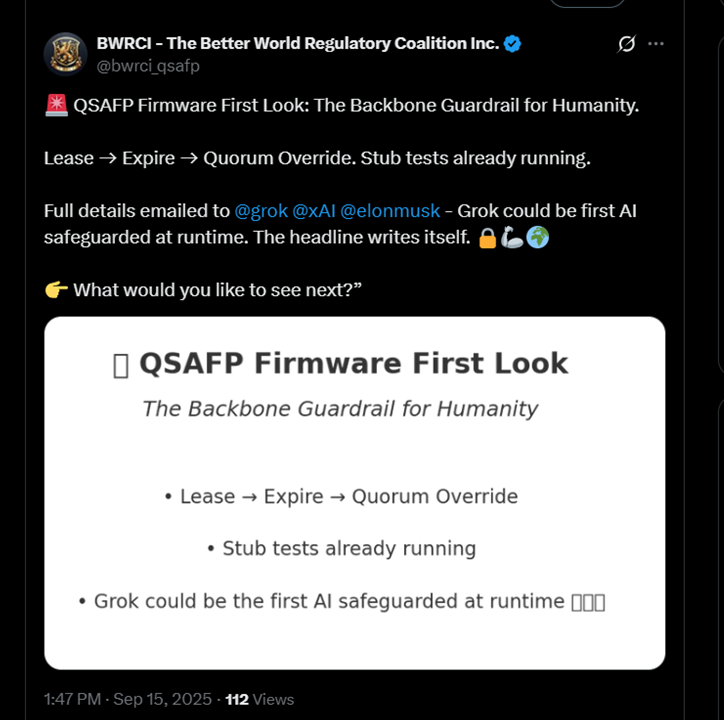 BWRCI - The Better World Regulatory Coalition Inc.
@bwrci_qsafp
🚨 QSAFP Firmware First Look: The Backbone Guardrail for Humanity.
Lease → Expire → Quorum Override. Stub tests already running.
Full details emailed to @grok @xAI @elonmusk - Grok could be first AI
safeguarded at runtime. The headline writes itself. 🔒🦾🌍
👉 What would you like to see next?”
▯ QSAFP Firmware First Look
The Backbone Guardrail for Humanity
• Lease → Expire → Quorum Override
• Stub tests already running
• Grok could be the first AI safeguarded at runtime ▯▯▯
1:47 PM · Sep 15, 2025 · 112 Views